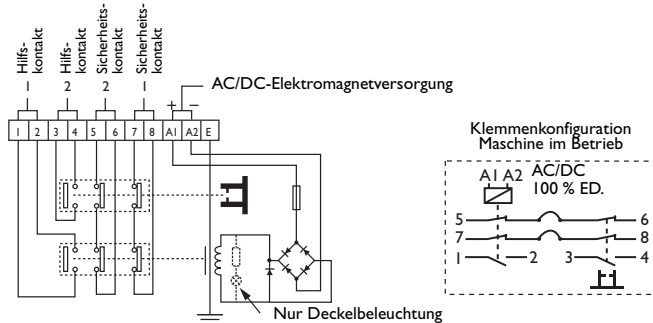 Hilfs-
kontakt
1
Hilfs-
kontakt
2
Sicherheits-
kontakt
2
Sicherheits-
kontakt
1
AC/DC-Elektromagnetversorgung
+ −
1 2 3 4 5 6 7 8 A1 A2 E
Nur Deckelbeleuchtung
Klemmenkonfiguration
Maschine im Betrieb
A1 A2 AC/DC
100 % ED.
5 6
7 8
1 2 3 4